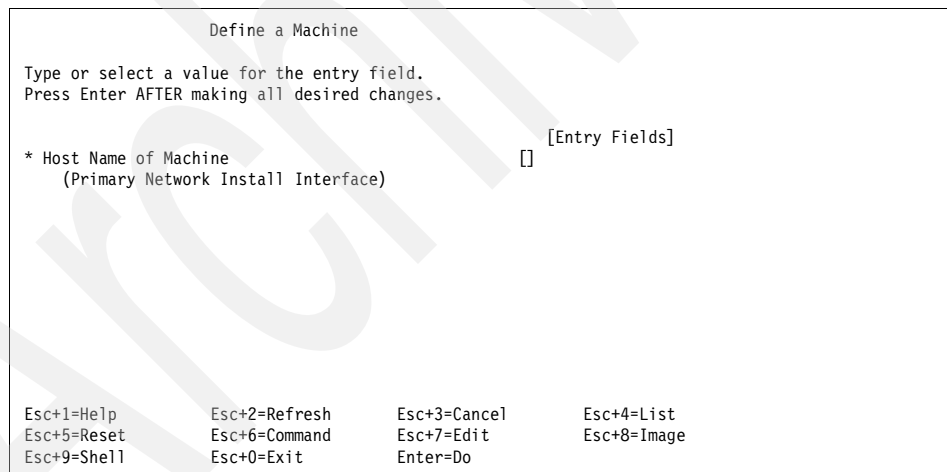 Define a Machine
Type or select a value for the entry field.
Press Enter AFTER making all desired changes.
[Entry Fields]
* Host Name of Machine []
(Primary Network Install Interface)
Esc+1=Help Esc+2=Refresh Esc+3=Cancel Esc+4=List
Esc+5=Reset Esc+6=Command Esc+7=Edit Esc+8=Image
Esc+9=Shell Esc+0=Exit Enter=Do